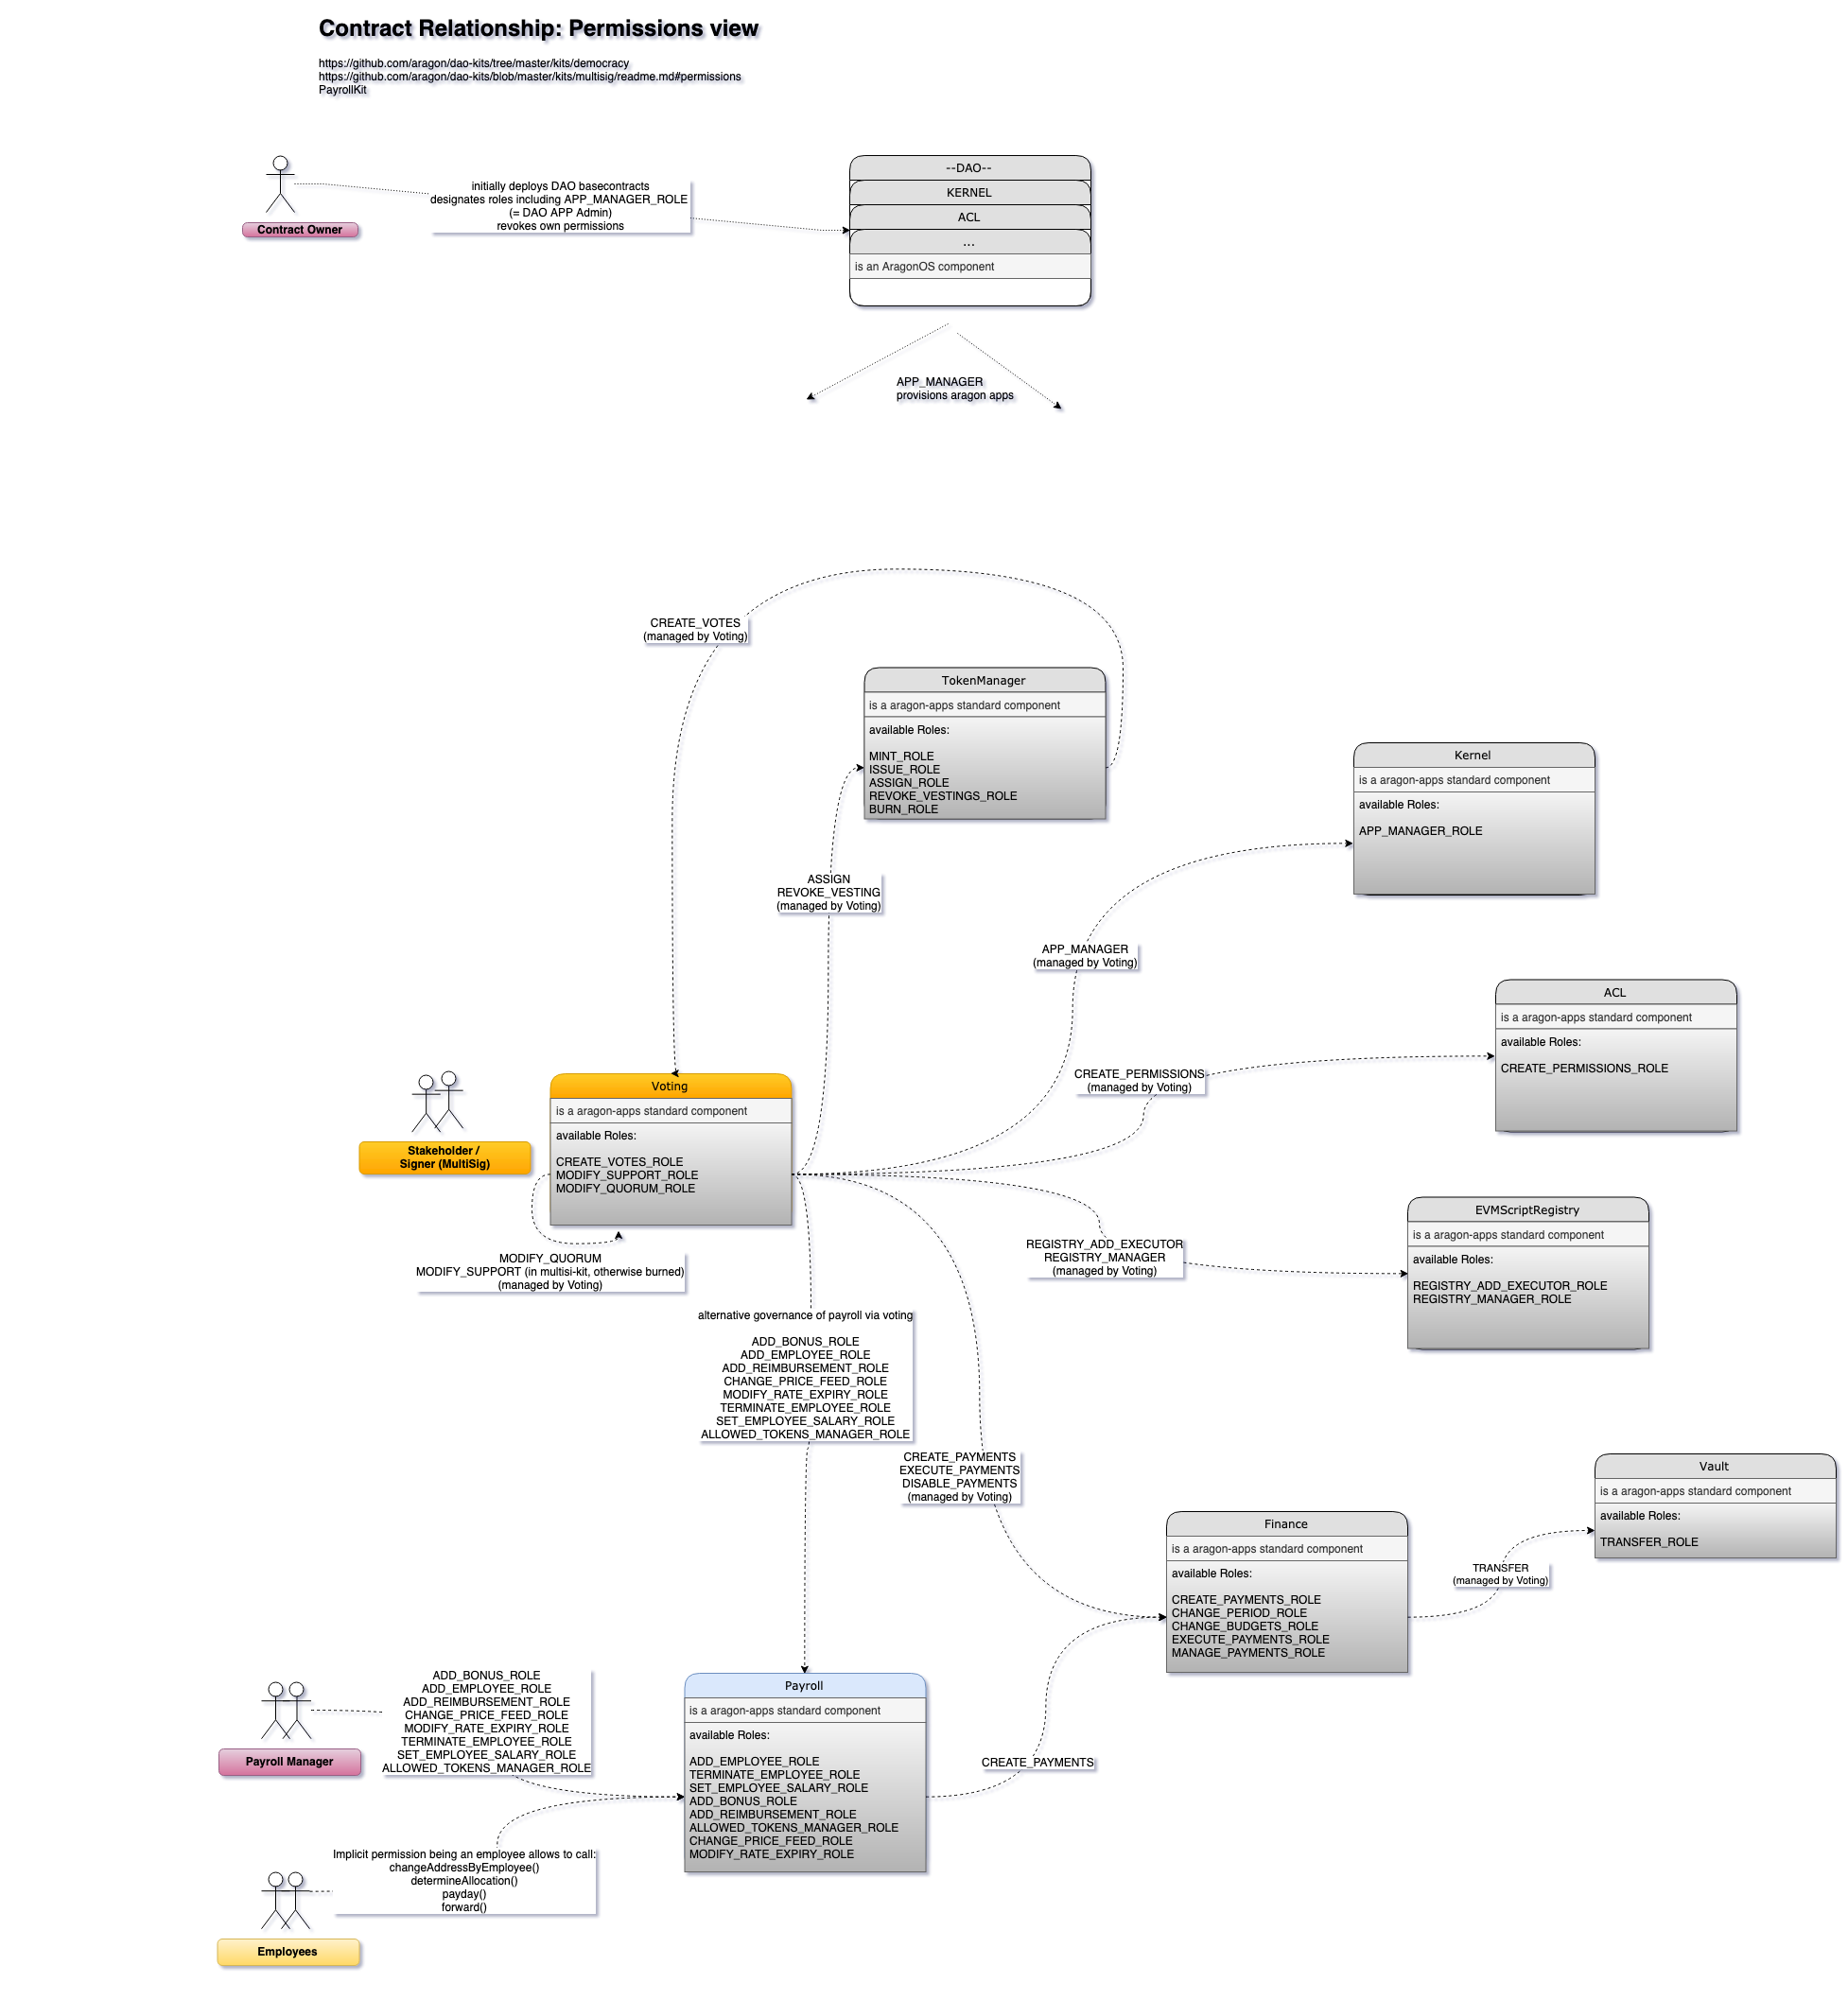 Contract Relationship: Permissions view
https://github.com/aragon/dao-kits/tree/master/kits/democracy
https://github.com/aragon/dao-kits/blob/master/kits/multisig/readme.md#permissions
PayrollKit
Contract Owner
initially deploys DAO basecontracts
designates roles including APP_MANAGER_ROLE
(= DAO APP Admin)
revokes own permissions
--DAO--
KERNEL
ACL
...
is an AragonOS component
APP_MANAGER
provisions aragon apps
CREATE_VOTES
(managed by Voting)
TokenManager
is a aragon-apps standard component
available Roles:
MINT_ROLE
ISSUE_ROLE
ASSIGN_ROLE
REVOKE_VESTINGS_ROLE
BURN_ROLE
Kernel
is a aragon-apps standard component
available Roles:
APP_MANAGER_ROLE
ASSIGN
REVOKE_VESTING
(managed by Voting)
APP_MANAGER
(managed by Voting)
ACL
is a aragon-apps standard component
available Roles:
CREATE_PERMISSIONS_ROLE
CREATE_PERMISSIONS
(managed by Voting)
Stakeholder /
Signer (MultiSig)
Voting
is a aragon-apps standard component
available Roles:
CREATE_VOTES_ROLE
MODIFY_SUPPORT_ROLE
MODIFY_QUORUM_ROLE
MODIFY_QUORUM
MODIFY_SUPPORT (in multisi-kit, otherwise burned)
(managed by Voting)
REGISTRY_ADD_EXECUTOR
REGISTRY_MANAGER
(managed by Voting)
EVMScriptRegistry
is a aragon-apps standard component
available Roles:
REGISTRY_ADD_EXECUTOR_ROLE
REGISTRY_MANAGER_ROLE
alternative governance of payroll via voting
ADD_BONUS_ROLE
ADD_EMPLOYEE_ROLE
ADD_REIMBURSEMENT_ROLE
CHANGE_PRICE_FEED_ROLE
MODIFY_RATE_EXPIRY_ROLE
TERMINATE_EMPLOYEE_ROLE
SET_EMPLOYEE_SALARY_ROLE
ALLOWED_TOKENS_MANAGER_ROLE
CREATE_PAYMENTS
EXECUTE_PAYMENTS
DISABLE_PAYMENTS
(managed by Voting)
Vault
is a aragon-apps standard component
available Roles:
TRANSFER_ROLE
Finance
is a aragon-apps standard component
available Roles:
CREATE_PAYMENTS_ROLE
CHANGE_PERIOD_ROLE
CHANGE_BUDGETS_ROLE
EXECUTE_PAYMENTS_ROLE
MANAGE_PAYMENTS_ROLE
TRANSFER
(managed by Voting)
Payroll Manager
ADD_BONUS_ROLE
ADD_EMPLOYEE_ROLE
ADD_REIMBURSEMENT_ROLE
CHANGE_PRICE_FEED_ROLE
MODIFY_RATE_EXPIRY_ROLE
TERMINATE_EMPLOYEE_ROLE
SET_EMPLOYEE_SALARY_ROLE
ALLOWED_TOKENS_MANAGER_ROLE
Payroll
is a aragon-apps standard component
available Roles:
ADD_EMPLOYEE_ROLE
TERMINATE_EMPLOYEE_ROLE
SET_EMPLOYEE_SALARY_ROLE
ADD_BONUS_ROLE
ADD_REIMBURSEMENT_ROLE
ALLOWED_TOKENS_MANAGER_ROLE
CHANGE_PRICE_FEED_ROLE
MODIFY_RATE_EXPIRY_ROLE
CREATE_PAYMENTS
Implicit permission being an employee allows to call:
changeAddressByEmployee()
determineAllocation()
payday()
forward()
Employees